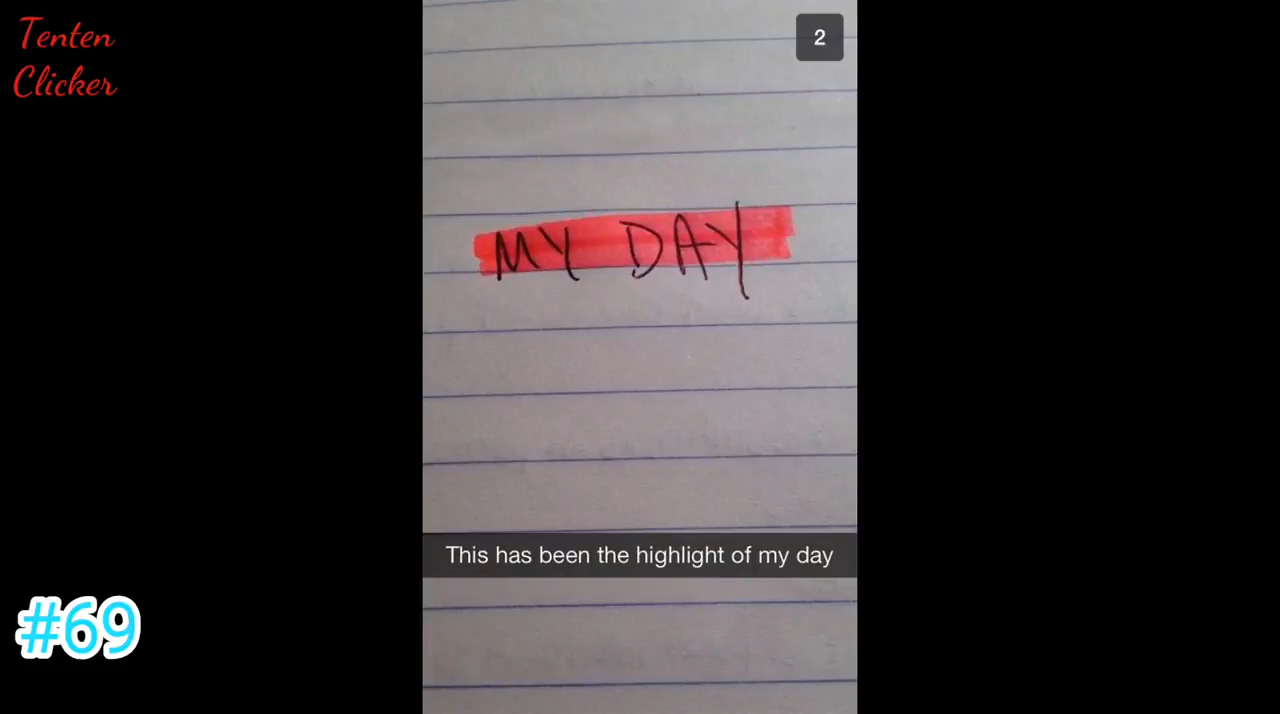 Tenten
Clicker
2
MY DAY
This has been the highlight of my day
#69